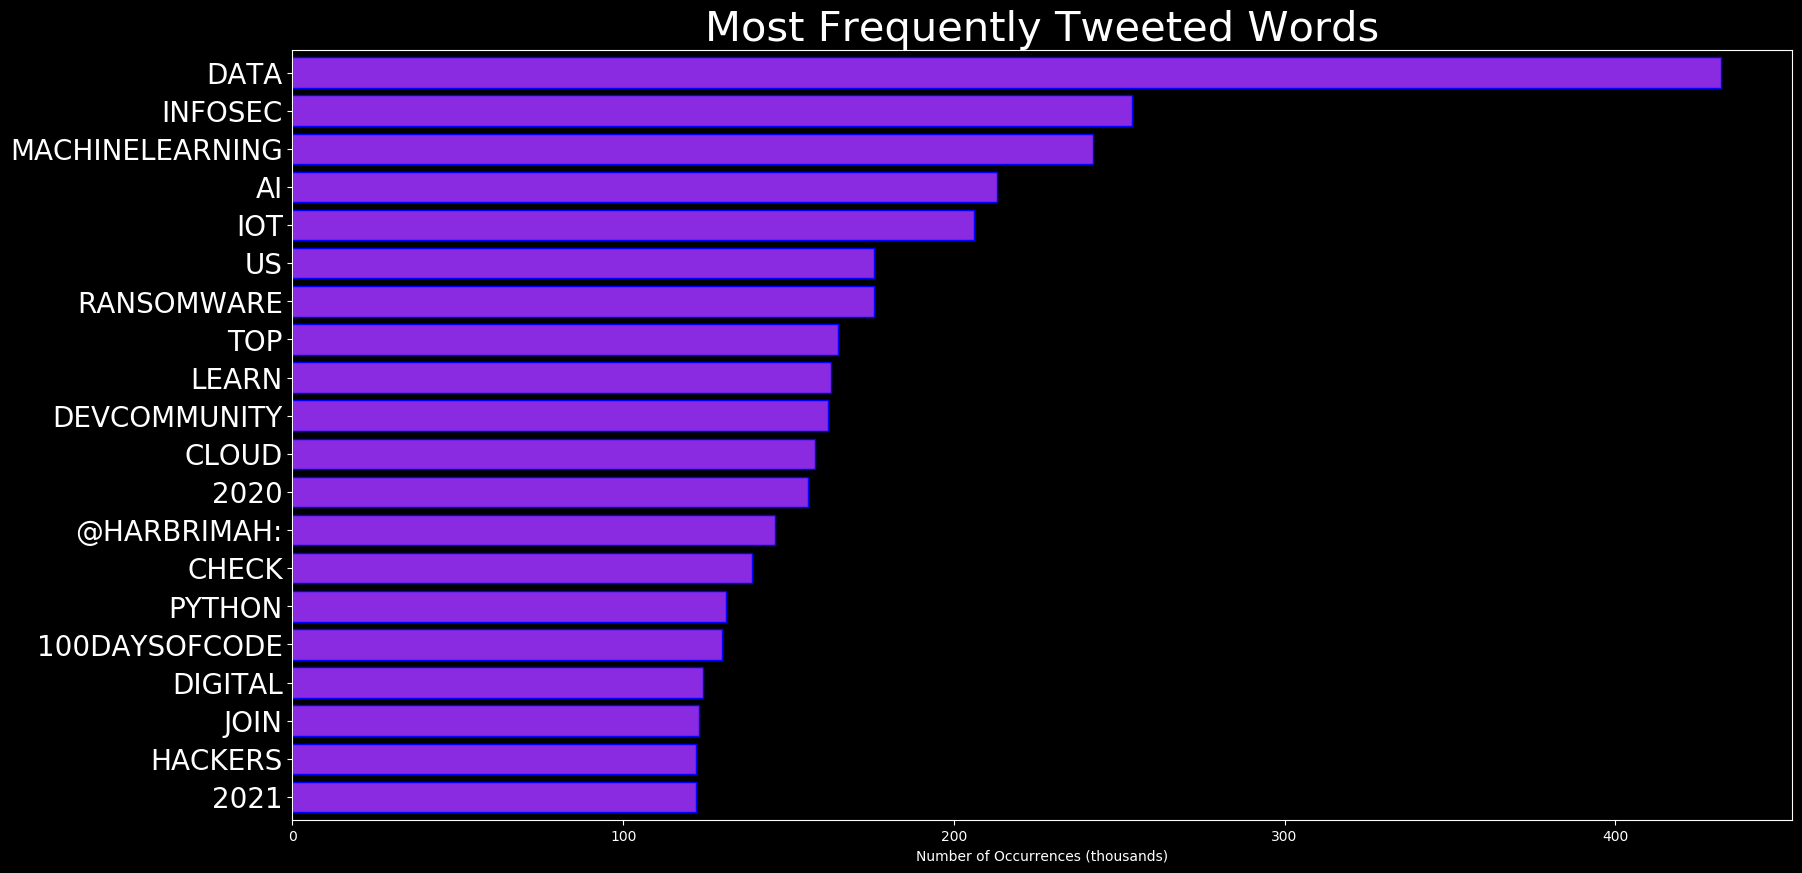 Most Frequently Tweeted Words
DATA
INFOSEC
MACHINELEARNING
AI
IOT
US
RANSOMWARE
TOP
LEARN
DEVCOMMUNITY
CLOUD
2020
@HARBRIMAH:
CHECK
PYTHON
100DAYSOFCODE
DIGITAL
JOIN
HACKERS
2021
0 100 200 300 400
Number of Occurrences (thousands)